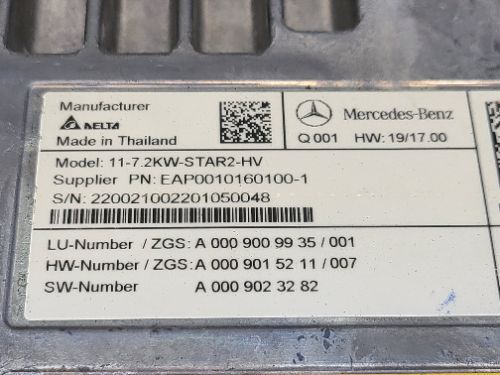 Manufacturer
DELTA
Made in Thailand
Mercedes-Benz
Q 001 HW: 19/17.00
Model: 11-7.2KW-STAR2-HV
Supplier PN: EAP0010160100-1
S/N: 220021002201050048
LU-Number / ZGS: A 000 900 99 35 / 001
HW-Number / ZGS: A 000 901 52 11 / 007
SW-Number A 000 902 32 82